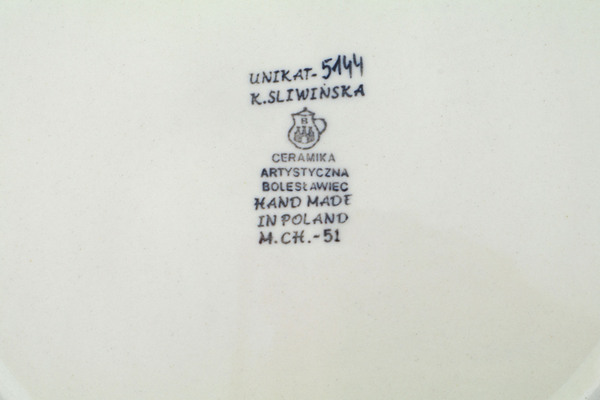 UNIKAT-5144
K.SLIWIŃSKA
B
CERAMIKA
ARTYSTYCZNA
BOLESŁAWIEC
HAND MADE
IN POLAND
M.CH.-51